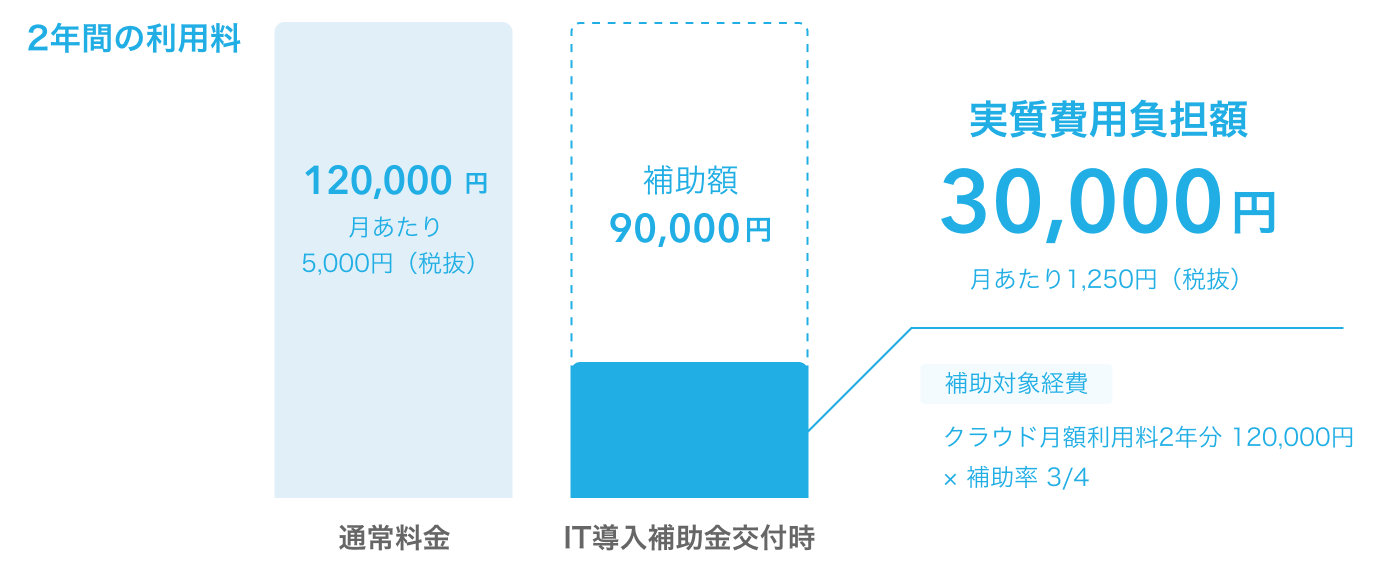 2年間の利用料
120,000 円
月あたり
5,000円（税抜）
通常料金
補助額
90,000円
IT導入補助金交付時
実質費用負担額
30,000円
月あたり1,250円（税抜）
補助対象経費
クラウド月額利用料2年分 120,000円
× 補助率 3/4